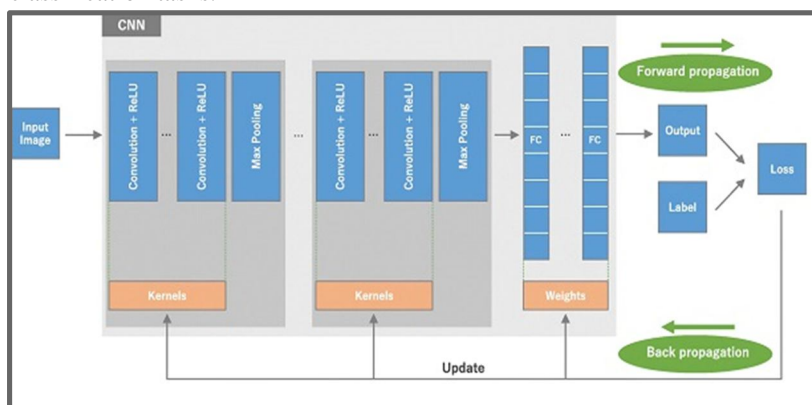 CNN
Forward propagation
Input
Image
Convolution + ReLU
...
Convolution + ReLU
Max Pooling
...
Convolution + ReLU
...
Convolution + ReLU
Max Pooling
FC
...
FC
Output
Label
Loss
Kernels
Kernels
Weights
Back propagation
Update